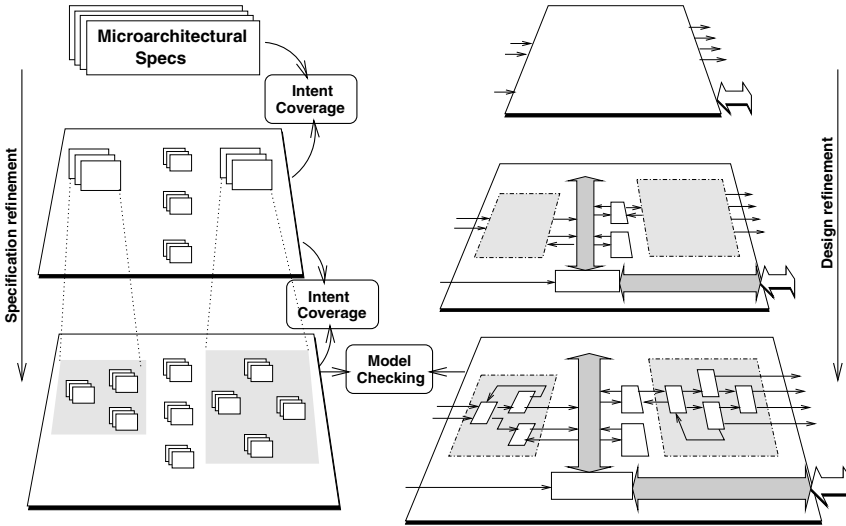 Microarchitectural
Specs
Intent
Coverage
Specification refinement
Design refinement
Intent
Coverage
Model
Checking